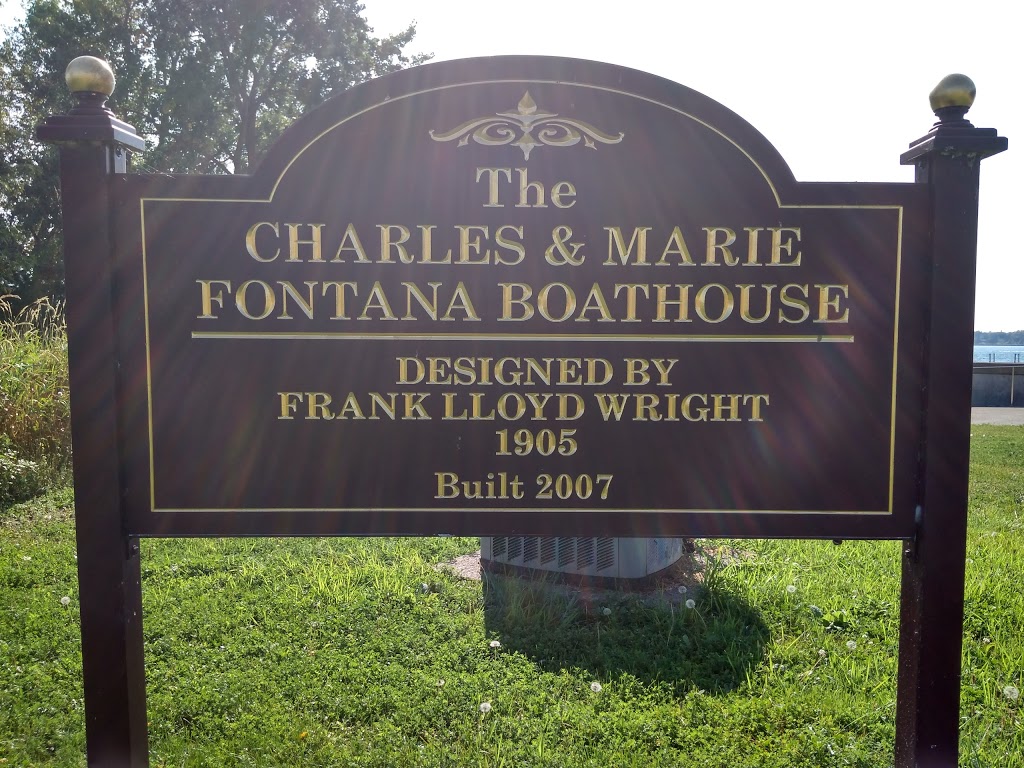 The
CHARLES & MARIE
FONTANA BOATHOUSE
DESIGNED BY
FRANK LLOYD WRIGHT
1905
Built 2007